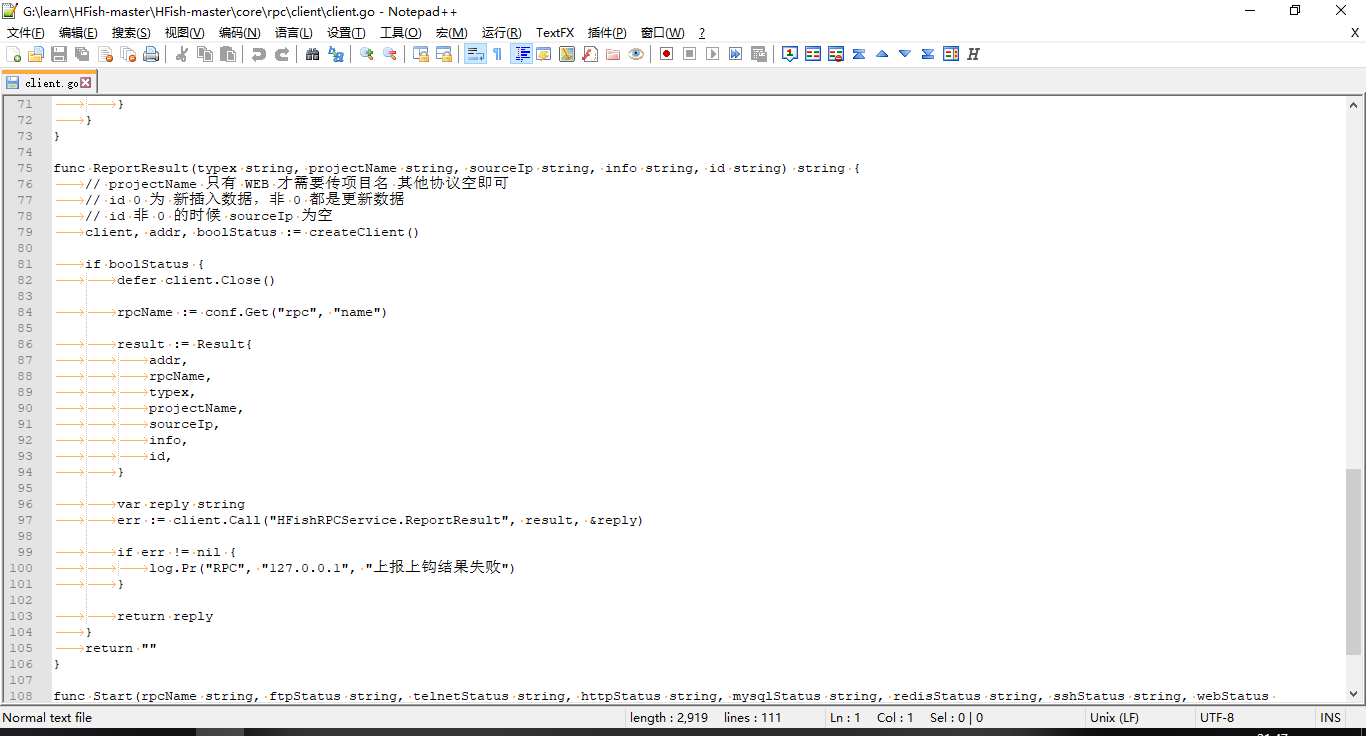 G:\learn\HFish-master\HFish-master\core\rpc\client\client.go - Notepad++
文件(F) 编辑(E) 搜索(S) 视图(V) 编码(N) 语言(L) 设置(T) 工具(O) 宏(M) 运行(R) TextFX 插件(P) 窗口(W) ? X
client.go
71 }
72 }
73 }
74
75 func ReportResult(typex string, projectName string, sourceIp string, info string, id string) string {
76 // projectName 只有 WEB 才需要传项目名 其他协议空即可
77 // id 0 为 新插入数据，非 0 都是更新数据
78 // id 非 0 的时候 sourceIp 为空
79 client, addr, boolStatus := createClient()
80
81 if boolStatus {
82 defer client.Close()
83
84 rpcName := conf.Get("rpc", "name")
85
86 result := Result{
87 addr,
88 rpcName,
89 typex,
90 projectName,
91 sourceIp,
92 info,
93 id,
94 }
95
96 var reply string
97 err := client.Call("HFishRPCService.ReportResult", result, &reply)
98
99 if err != nil {
100 log.Pr("RPC", "127.0.0.1", "上报上钩结果失败")
101 }
102
103 return reply
104 }
105 return ""
106 }
107
108 func Start(rpcName string, ftpStatus string, telnetStatus string, httpStatus string, mysqlStatus string, redisStatus string, sshStatus string, webStatus
Normal text file length : 2,919 lines : 111 Ln : 1 Col : 1 Sel : 0 | 0 Unix (LF) UTF-8 INS